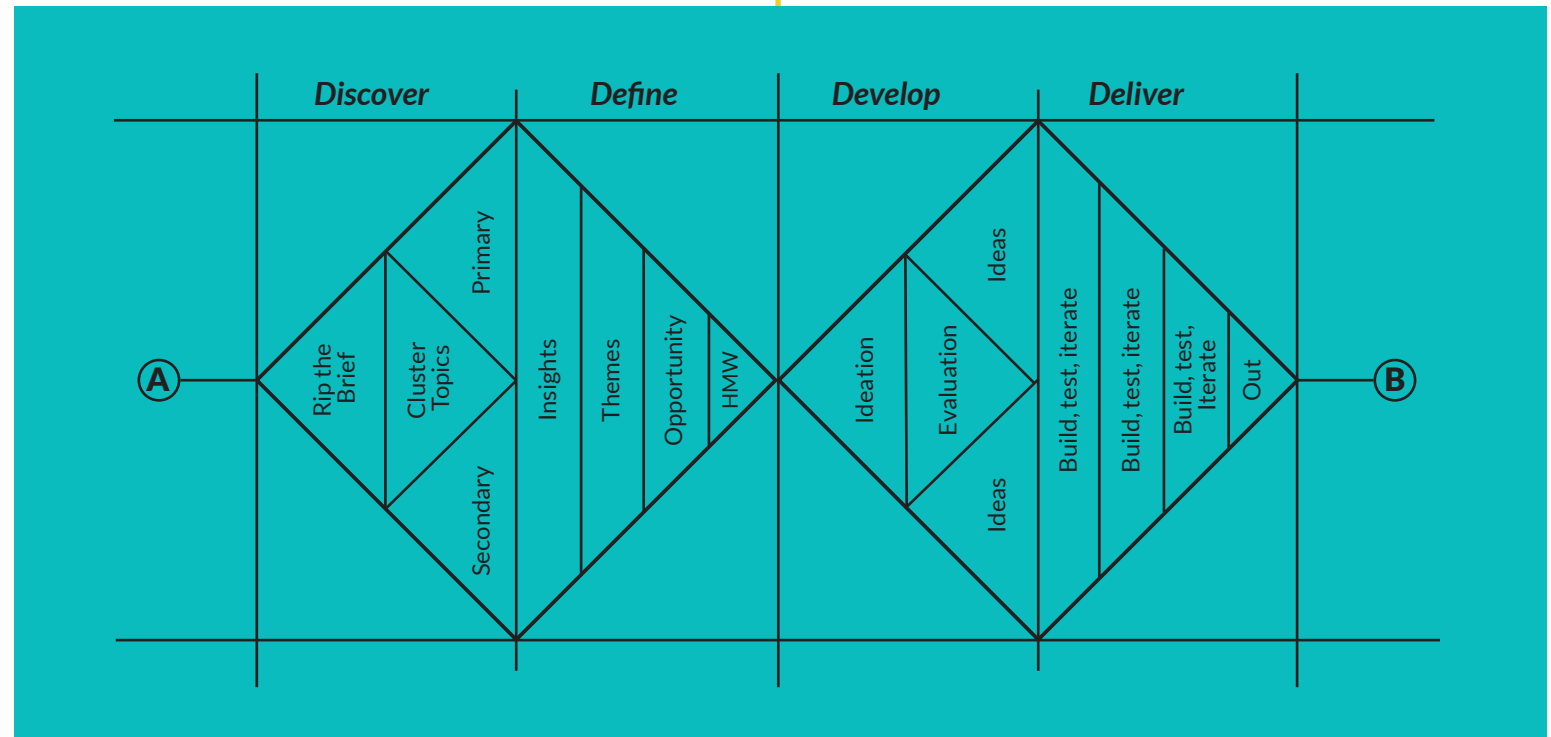 Discover
Define
Develop
Deliver
A
Rip the
Brief
Cluster
Topics
Primary
Secondary
Insights
Themes
Opportunity
HMW
Ideation
Evaluation
Ideas
Ideas
Build, test, iterate
Build, test, iterate
Build, test,
Iterate
Out
B